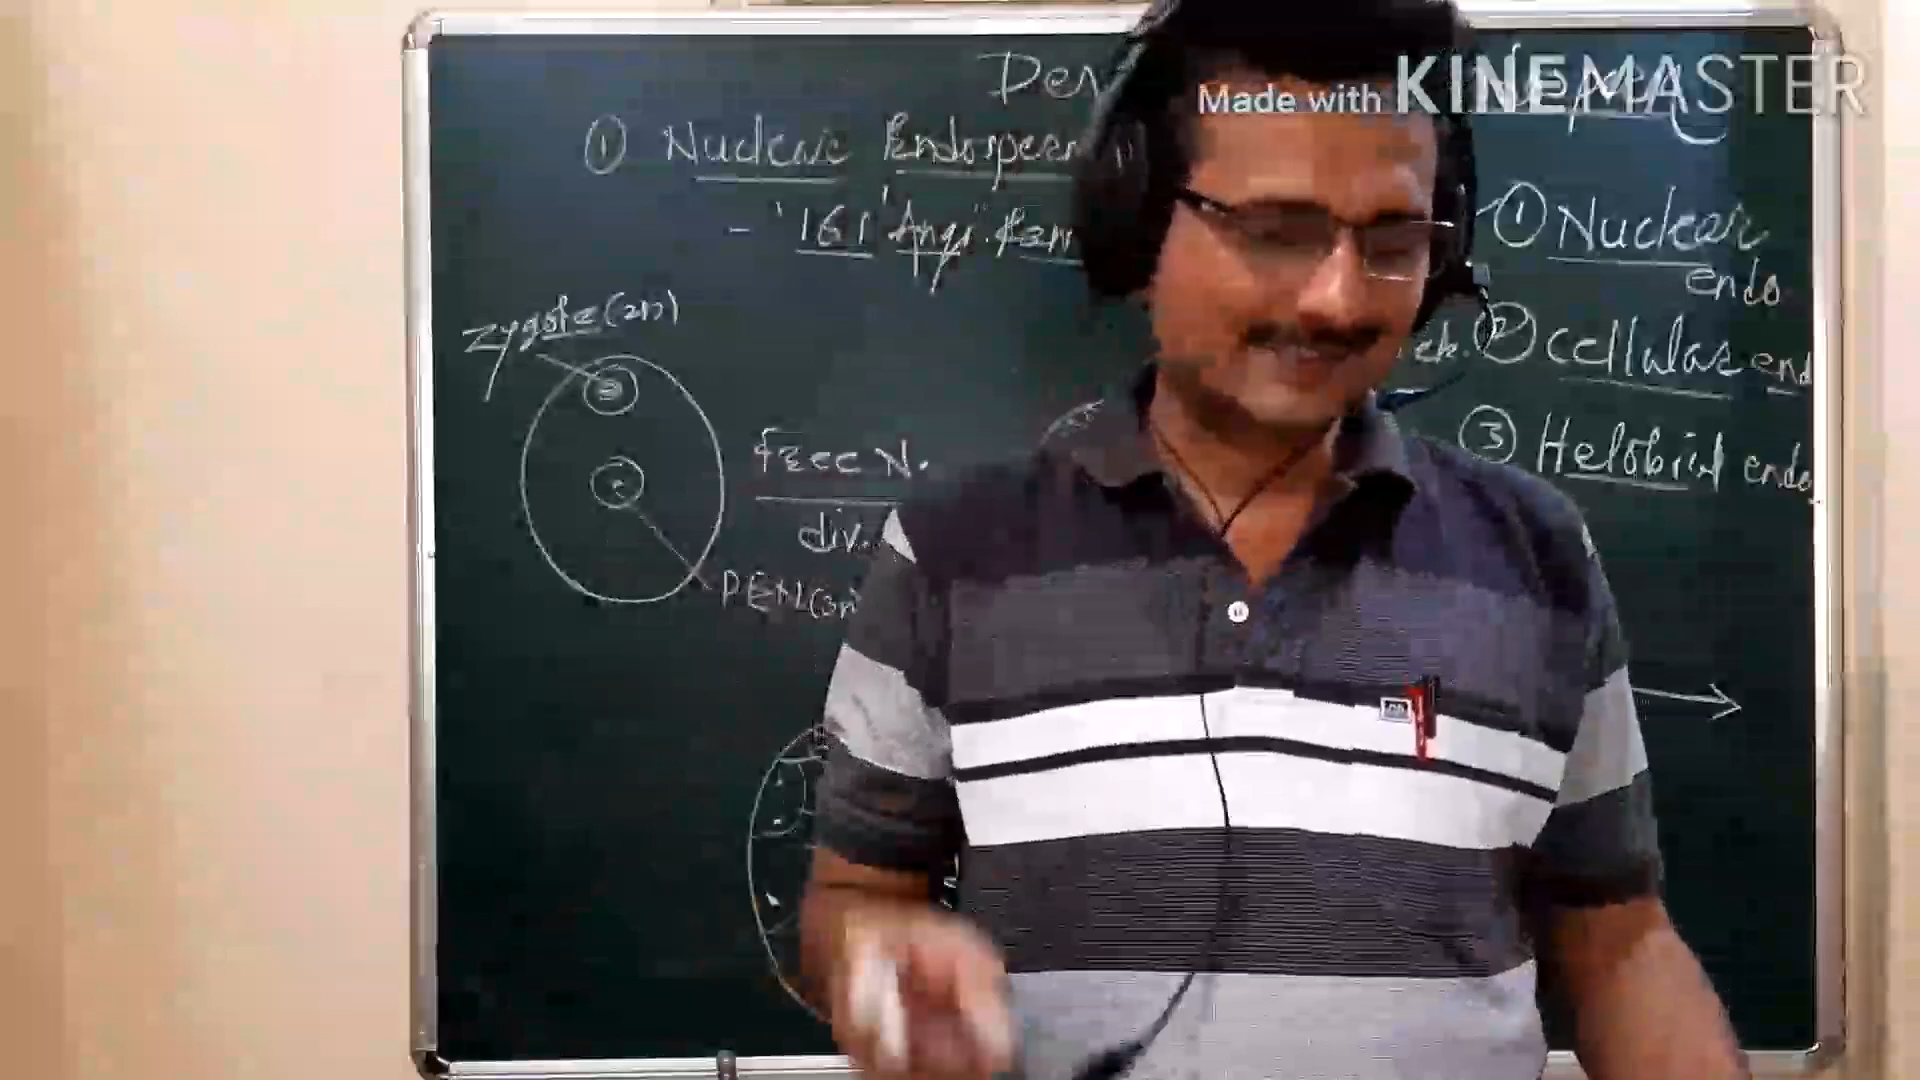 Made with KINEMASTER
① Nuclear Endosperm
- '161' Angi. Fam
① Nuclear
endo
Zygote (2n)
② Cellular end
③ Helobial endo
Free N.
div.
PEN(3n)